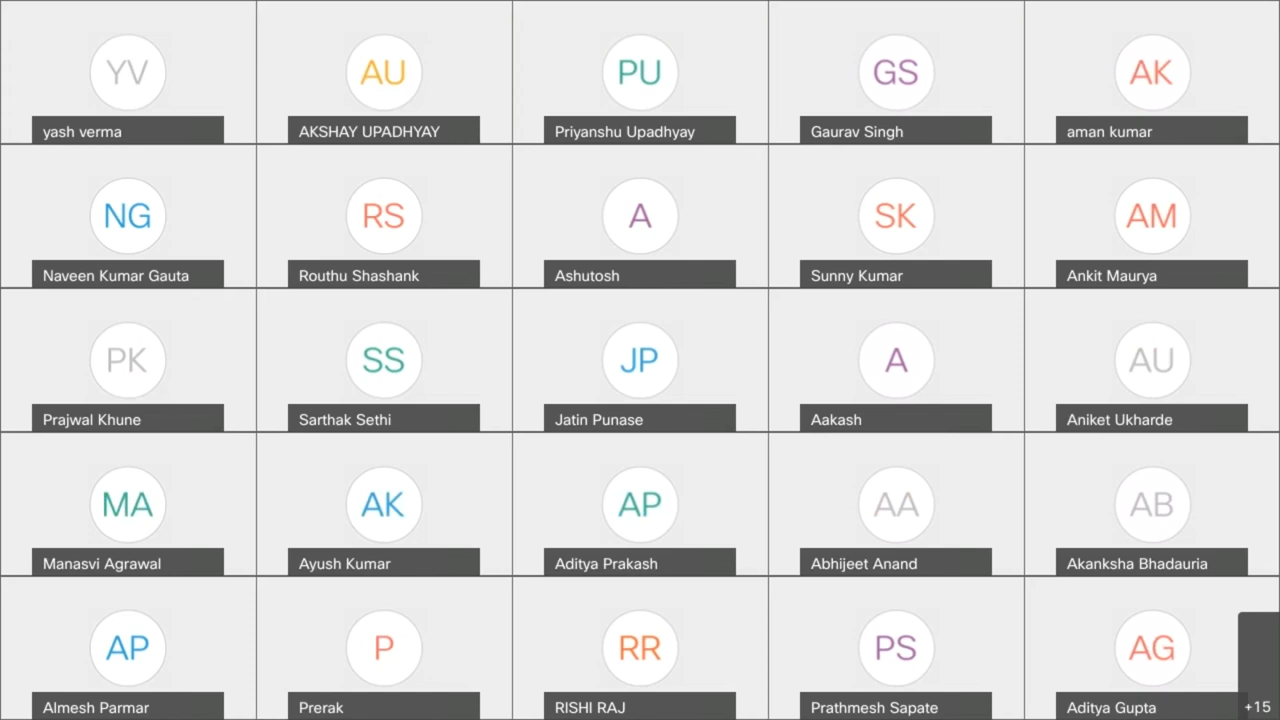 YV
AU
PU
GS
AK
yash verma
AKSHAY UPADHYAY
Priyanshu Upadhyay
Gaurav Singh
aman kumar
NG
RS
A
SK
AM
Naveen Kumar Gauta
Routhu Shashank
Ashutosh
Sunny Kumar
Ankit Maurya
PK
SS
JP
A
AU
Prajwal Khune
Sarthak Sethi
Jatin Punase
Aakash
Aniket Ukharde
MA
AK
AP
AA
AB
Manasvi Agrawal
Ayush Kumar
Aditya Prakash
Abhijeet Anand
Akanksha Bhadauria
AP
P
RR
PS
AG
Almesh Parmar
Prerak
RISHI RAJ
Prathmesh Sapate
Aditya Gupta
+15